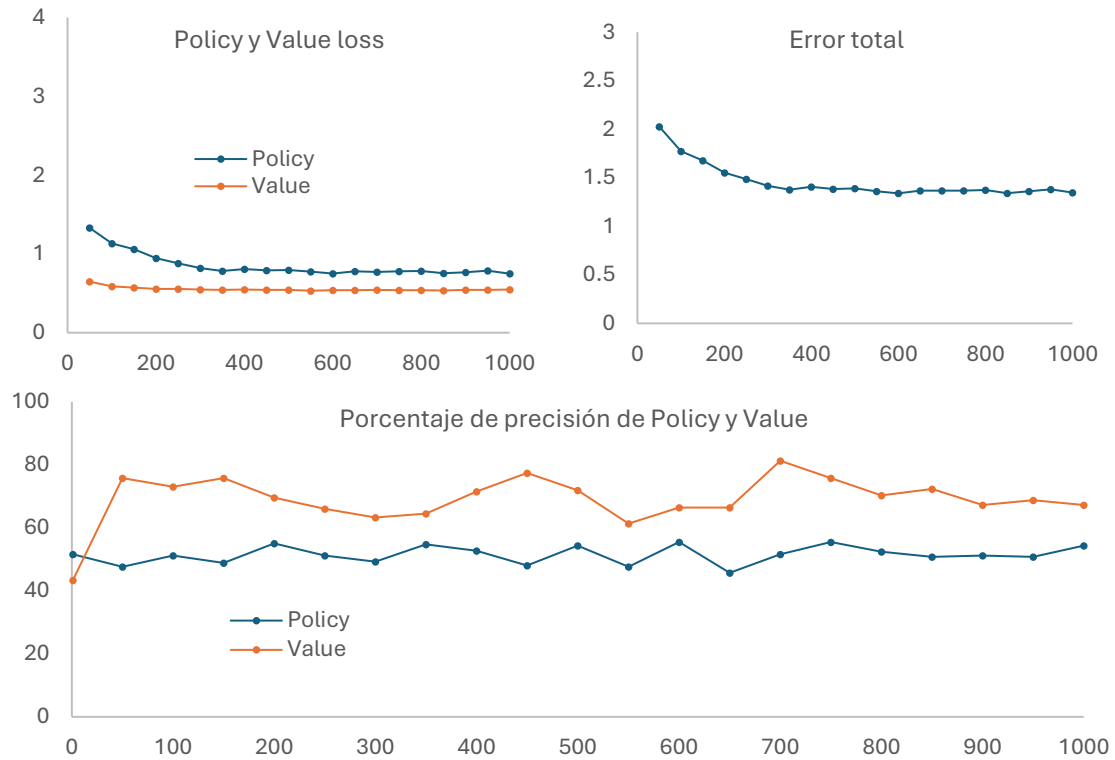 Policy y Value loss
4
3
2
1
0
Policy
Value
0 200 400 600 800 1000
Error total
3
2.5
2
1.5
1
0.5
0
0 200 400 600 800 1000
Porcentaje de precisión de Policy y Value
100
80
60
40
20
0
Policy
Value
0 100 200 300 400 500 600 700 800 900 1000